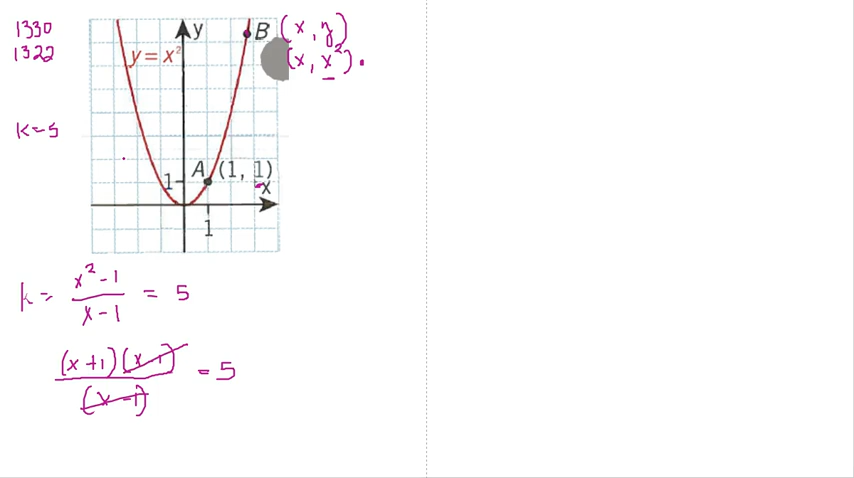 1330
1322
k=5
y
B (x, y)
y = x²
(x, x²).
A (1, 1)
1
x
1
k = x²-1 / x-1 = 5
(x+1)(x-1) / (x-1) = 5